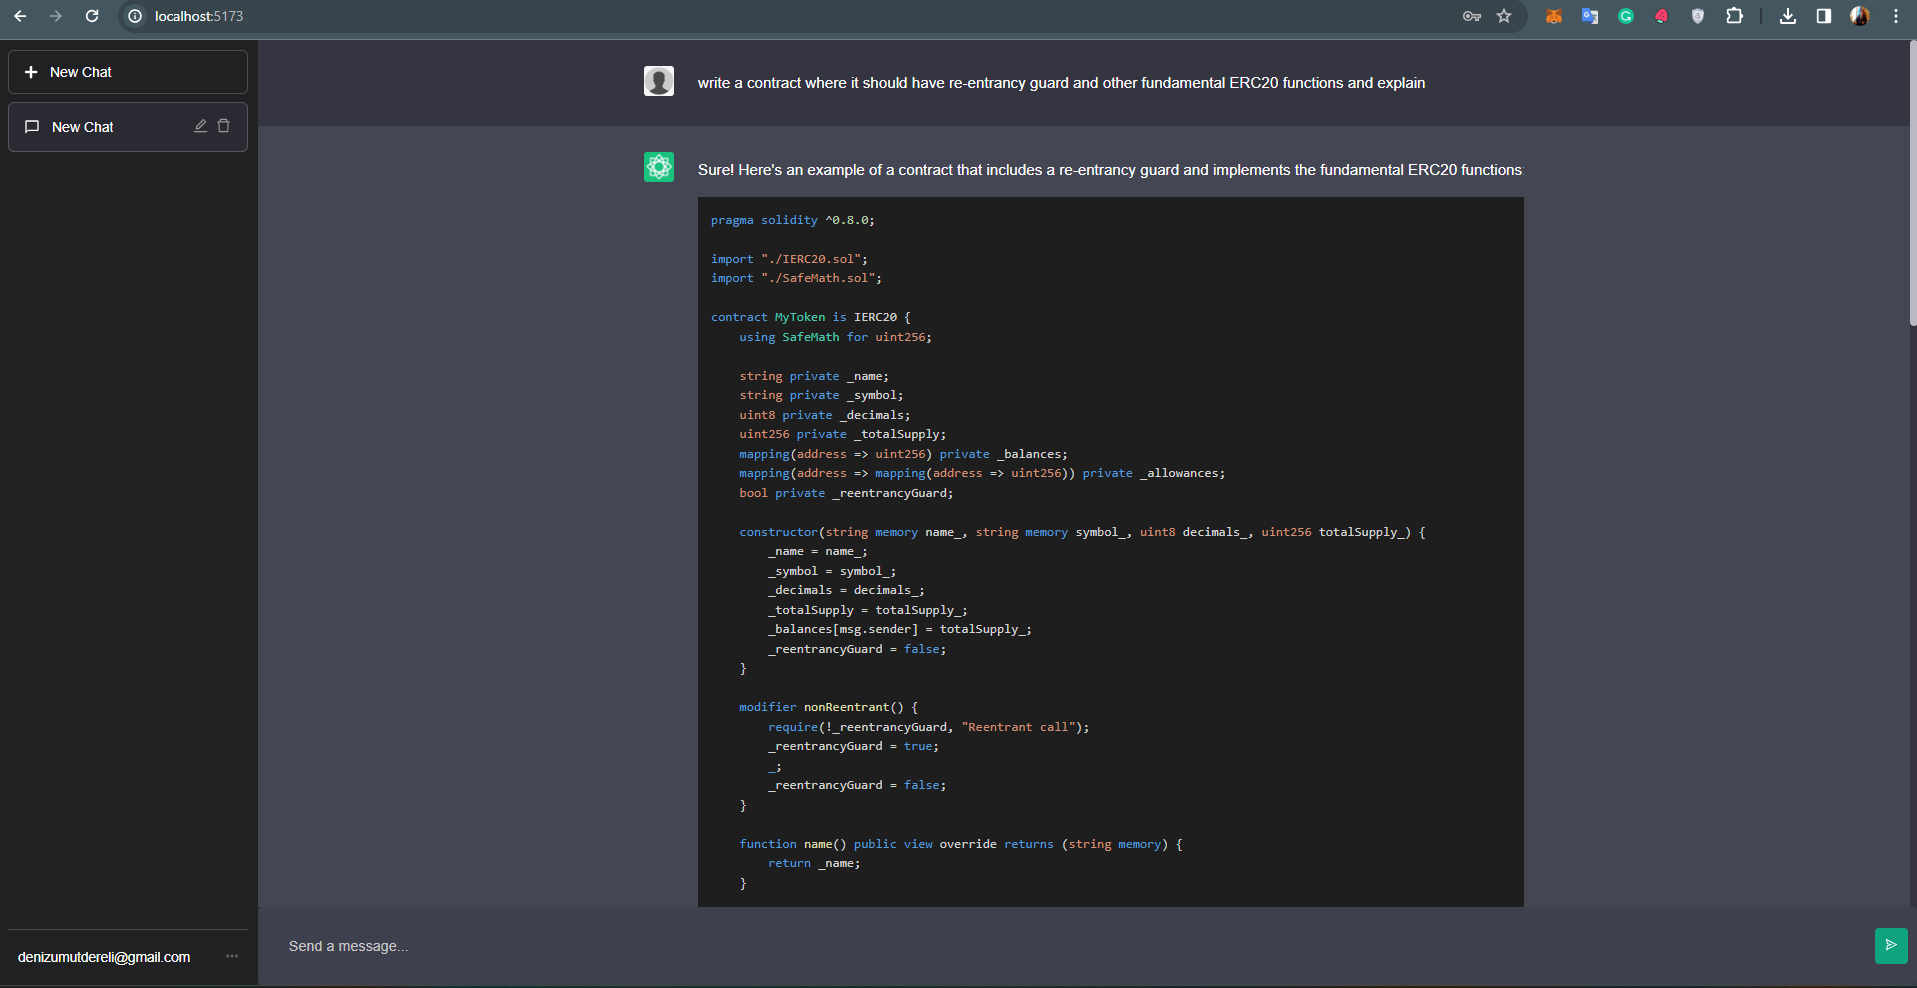 localhost:5173
New Chat
New Chat
write a contract where it should have re-entrancy guard and other fundamental ERC20 functions and explain
Sure! Here's an example of a contract that includes a re-entrancy guard and implements the fundamental ERC20 functions:
pragma solidity ^0.8.0;
import "./IERC20.sol";
import "./SafeMath.sol";
contract MyToken is IERC20 {
using SafeMath for uint256;
string private _name;
string private _symbol;
uint8 private _decimals;
uint256 private _totalSupply;
mapping(address => uint256) private _balances;
mapping(address => mapping(address => uint256)) private _allowances;
bool private _reentrancyGuard;
constructor(string memory name_, string memory symbol_, uint8 decimals_, uint256 totalSupply_) {
_name = name_;
_symbol = symbol_;
_decimals = decimals_;
_totalSupply = totalSupply_;
_balances[msg.sender] = totalSupply_;
_reentrancyGuard = false;
}
modifier nonReentrant() {
require(!_reentrancyGuard, "Reentrant call");
_reentrancyGuard = true;
_;
_reentrancyGuard = false;
}
function name() public view override returns (string memory) {
return _name;
}
Send a message...
denizumutdereli@gmail.com